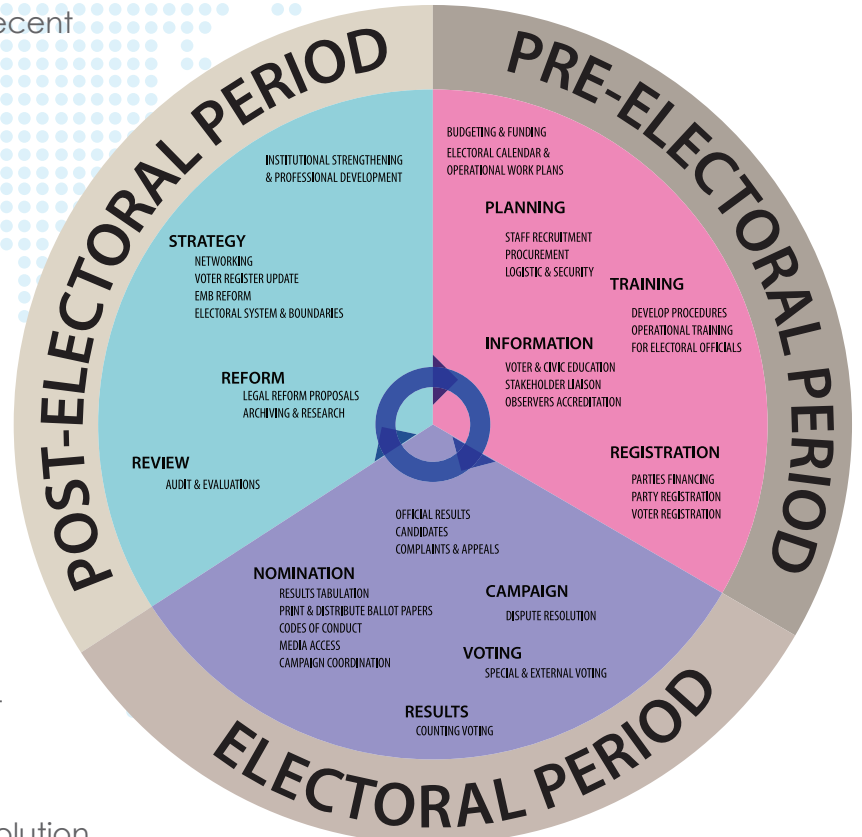 ecent
POST-ELECTORAL PERIOD
PRE-ELECTORAL PERIOD
ELECTORAL PERIOD
INSTITUTIONAL STRENGTHENING
& PROFESSIONAL DEVELOPMENT
STRATEGY
NETWORKING
VOTER REGISTER UPDATE
EMB REFORM
ELECTORAL SYSTEM & BOUNDARIES
REFORM
LEGAL REFORM PROPOSALS
ARCHIVING & RESEARCH
REVIEW
AUDIT & EVALUATIONS
BUDGETING & FUNDING
ELECTORAL CALENDAR &
OPERATIONAL WORK PLANS
PLANNING
STAFF RECRUITMENT
PROCUREMENT
LOGISTIC & SECURITY
TRAINING
DEVELOP PROCEDURES
OPERATIONAL TRAINING
FOR ELECTORAL OFFICIALS
INFORMATION
VOTER & CIVIC EDUCATION
STAKEHOLDER LIAISON
OBSERVERS ACCREDITATION
REGISTRATION
PARTIES FINANCING
PARTY REGISTRATION
VOTER REGISTRATION
OFFICIAL RESULTS
CANDIDATES
COMPLAINTS & APPEALS
NOMINATION
RESULTS TABULATION
PRINT & DISTRIBUTE BALLOT PAPERS
CODES OF CONDUCT
MEDIA ACCESS
CAMPAIGN COORDINATION
CAMPAIGN
DISPUTE RESOLUTION
VOTING
SPECIAL & EXTERNAL VOTING
RESULTS
COUNTING VOTING
olution